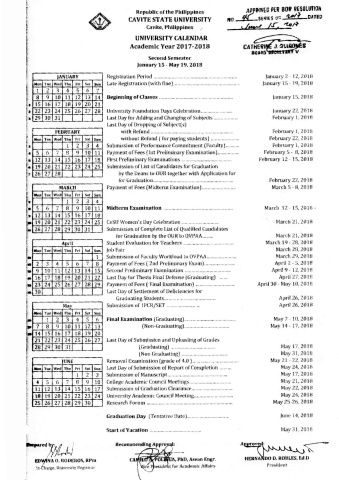 Republic of the Philippines
CAVITE STATE UNIVERSITY
Cavite, Philippines
UNIVERSITY CALENDAR
Academic Year 2017-2018
APPROVED PER BOR RESOLUTION
NO 46 SERIES OF 2017 DATED
June 15, 2017
CATHERINE
BOARD SECRETARY V
Second Semester
January 15 - May 19, 2018
JANUARY
Mon Tue Wed Thu Fri Sat Sun
1 2 3 4 5 6 7
8 9 10 11 12 13 14
15 16 17 18 19 20 21
22 23 24 25 26 27 28
29 30 31
Registration Period January 2 - 12, 2018
Late Registration (with fine) January 15 - 19, 2018
Beginning of Classes January 15, 2018
University Foundation Days Celebration January 22, 2018
Last Day for Adding and Changing of Subjects February 1, 2018
Last Day of Dropping of Subject(s)
with Refund February 1, 2018
without Refund ( for paying students) February 22, 2018
FEBRUARY
Mon Tue Wed Thu Fri Sat Sun
1 2 3 4
5 6 7 8 9 10 11
12 13 14 15 16 17 18
19 20 21 22 23 24 25
26 27 28
Submission of Performance Commitment (Faculty) February 1, 2018
Payment of Fees (1st Preliminary Examination) February 5 - 9, 2018
First Preliminary Examinations February 12 - 15, 2018
Submission of List of Candidates for Graduation
by the Deans to OUR together with Application for
for Graduation February 22, 2018
Payment of Fees (Midterm Examination) March 5 - 8, 2018
MARCH
Mon Tue Wed Thu Fri Sat Sun
1 2 3 4
5 6 7 8 9 10 11
12 13 14 15 16 17 18
19 20 21 22 23 24 25
26 27 28 29 30 31
Midterm Examination March 12 - 15, 2018
CvSU Women's Day Celebration March 21, 2018
Submission of Complete List of Qualified Candidates
for Graduation by the OUR to OVPAA March 21, 2018
Student Evaluation for Teachers March 19 - 28, 2018
Job Fair March 28, 2018
April
Mon Tue Wed Thu Fri Sat Sun
1
2 3 4 5 6 7 8
9 10 11 12 13 14 15
16 17 18 19 20 21 22
23 24 25 26 27 28 29
30
Submission of Faculty Workload to OVPAA March 29, 2018
Payment of Fees ( 2nd Preliminary Exam) April 2 - 5, 2018
Second Preliminary Examination April 9 - 12, 2018
Last Day for Thesis Final Defense (Graduating) April 27, 2018
Payment of Fees ( Final Examination) April 30 - May 10, 2018
Last Day of Settlement of Deficiencies for
Graduating Students April 26, 2018
Submission of IPCR/SET April 26, 2018
May
Mon Tue Wed Thu Fri Sat Sun
1 2 3 4 5 6
7 8 9 10 11 12 13
14 15 16 17 18 19 20
21 22 23 24 25 26 27
28 29 30 31
Final Examination (Graduating) May 7 - 10, 2018
(Non-Graduating) May 14 - 17, 2018
Last Day of Submission and Uploading of Grades
(Graduating) May 17, 2018
(Non Graduating) May 31, 2018
JUNE
Mon Tue Wed Thu Fri Sat Sun
1 2 3
4 5 6 7 8 9 10
11 12 13 14 15 16 17
18 19 20 21 22 23 24
25 26 27 28 29 30
Removal Examination (grade of 4.0 ) May 21 - 22, 2018
Last Day of Submission of Report of Completion May 24, 2018
Submission of Manuscript May 17, 2018
College Academic Council Meetings May 21, 2018
Submission of Graduation Clearance May 22, 2018
University Academic Council Meeting May 24, 2018
Research Forum May 25-26, 2018
Graduation Day (Tentative Date) June 14, 2018
Start of Vacation May 31, 2018
Prepared by:
Recommending Approval:
Approved:
EDWINA O. RODEROS, RPm
In-Charge, University Registrar
CAMILO PhD, Asean Engr.
Vice President for Academic Affairs
HERNANDO D. ROBLES, Ed.D
President